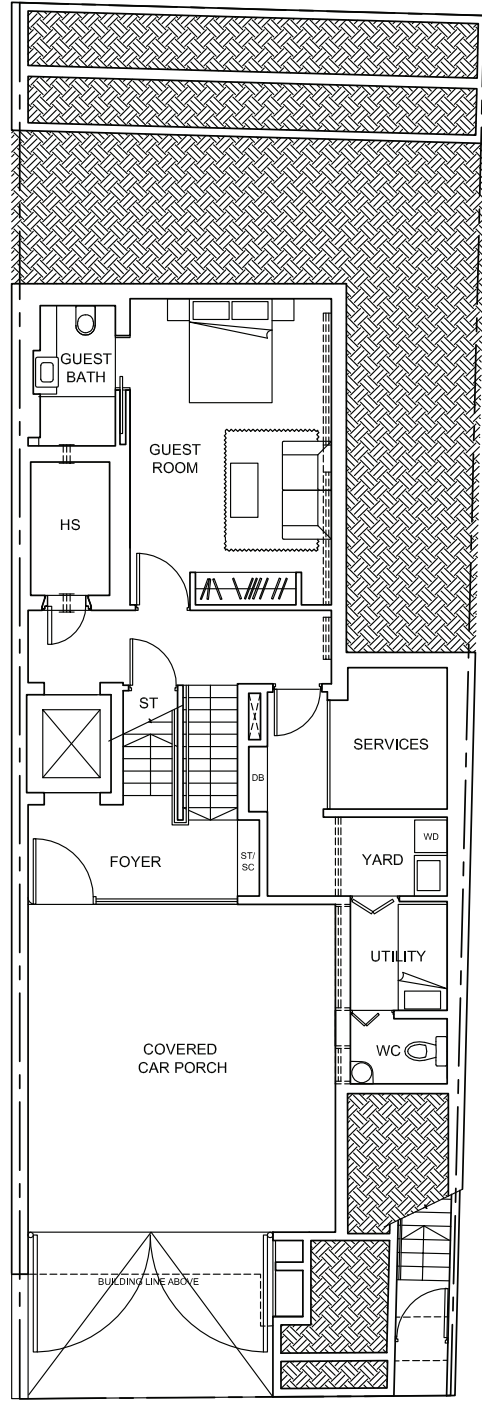 GUEST
BATH
GUEST
ROOM
HS
ST
SERVICES
DB
WD
YARD
FOYER
ST/
SC
UTILITY
WC
COVERED
CAR PORCH
BUILDING LINE ABOVE